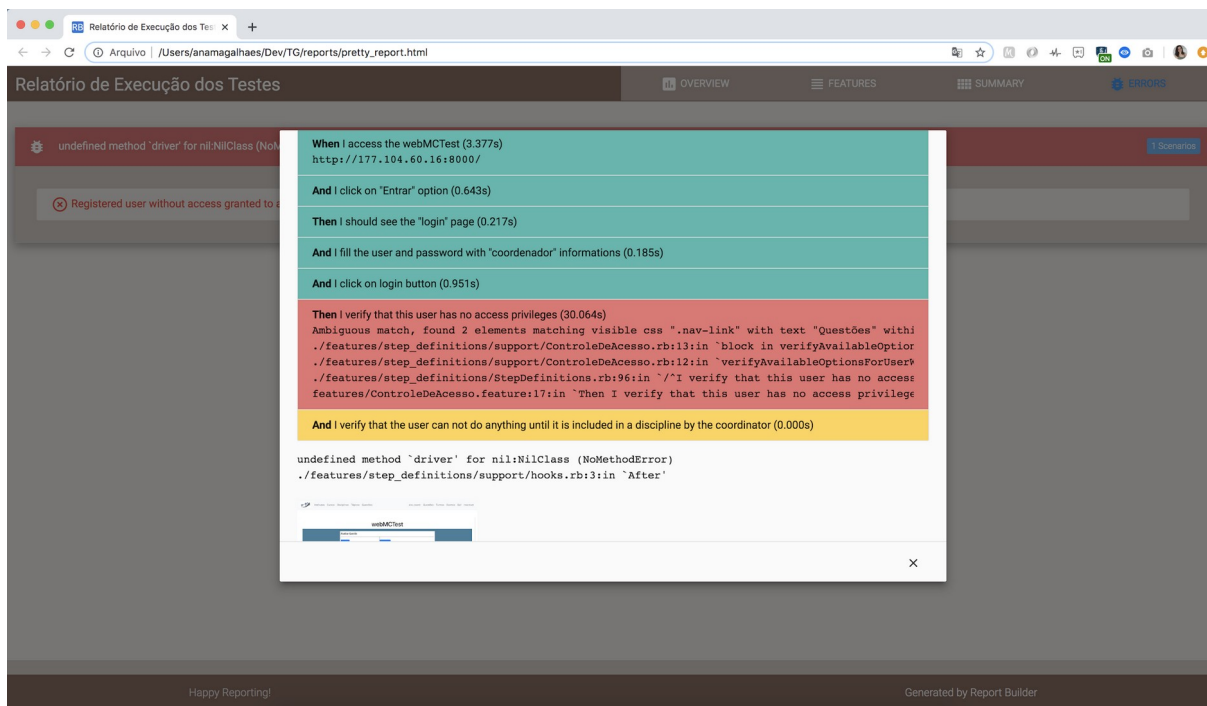 RB Relatório de Execução dos Tes
Arquivo | /Users/anamagalhaes/Dev/TG/reports/pretty_report.html
ON
Relatório de Execução dos Testes
OVERVIEW
FEATURES
SUMMARY
ERRORS
undefined method `driver' for nil:NilClass (NoM
1 Scenarios
Registered user without access granted to a
When I access the webMCTest (3.377s)
http://177.104.60.16:8000/
And I click on "Entrar" option (0.643s)
Then I should see the "login" page (0.217s)
And I fill the user and password with "coordenador" informations (0.185s)
And I click on login button (0.951s)
Then I verify that this user has no access privileges (30.064s)
Ambiguous match, found 2 elements matching visible css ".nav-link" with text "Questões" withi
./features/step_definitions/support/ControleDeAcesso.rb:13:in `block in verifyAvailableOption
./features/step_definitions/support/ControleDeAcesso.rb:12:in `verifyAvailableOptionsForUserW
./features/step_definitions/StepDefinitions.rb:96:in `/^I verify that this user has no access
features/ControleDeAcesso.feature:17:in `Then I verify that this user has no access privilege
And I verify that the user can not do anything until it is included in a discipline by the coordinator (0.000s)
undefined method `driver' for nil:NilClass (NoMethodError)
./features/step_definitions/support/hooks.rb:3:in `After'
webMCTest
Happy Reporting!
Generated by Report Builder